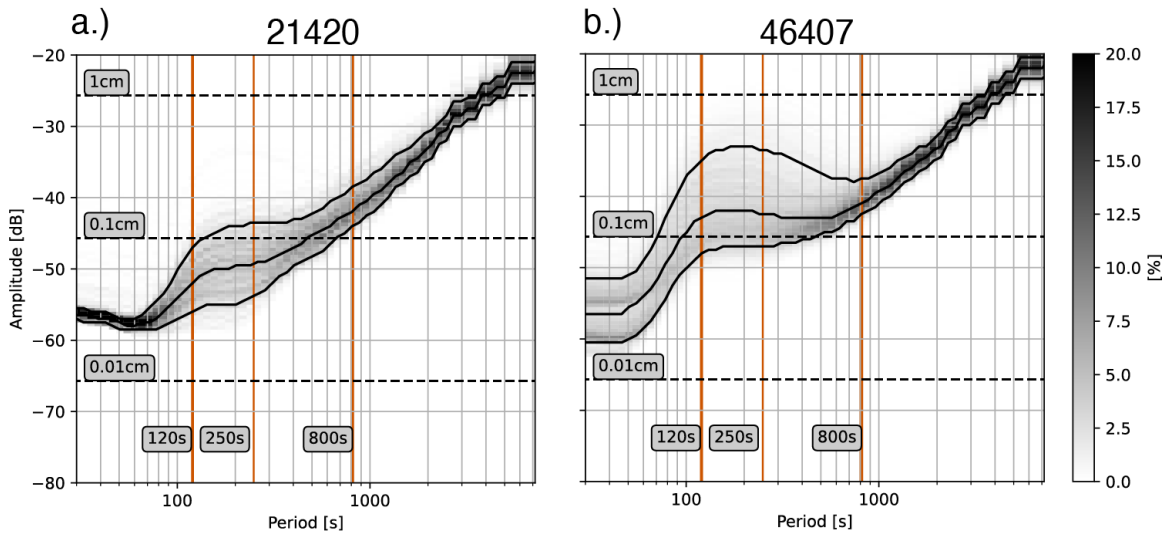 a.) 21420
b.) 46407
−20
−30
−40
−50
−60
−70
−80
Amplitude [dB]
1cm
0.1cm
0.01cm
120s 250s 800s
100 1000
Period [s]
1cm
0.1cm
0.01cm
120s 250s 800s
100 1000
Period [s]
20.0
17.5
15.0
12.5
10.0
7.5
5.0
2.5
0.0
[%]